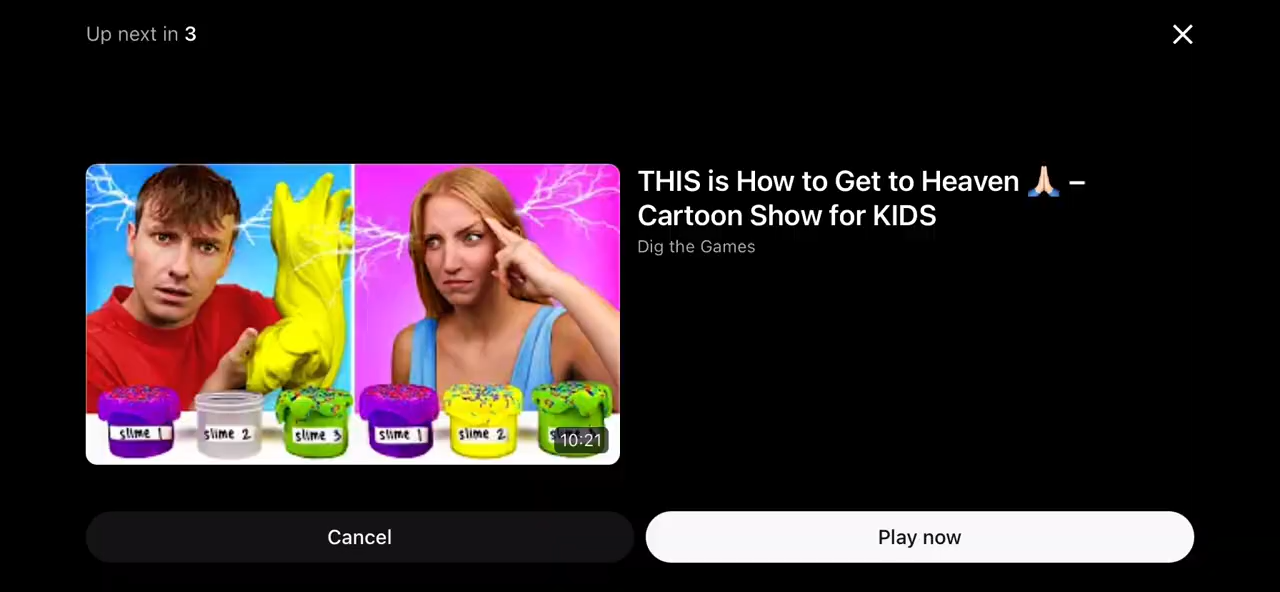 Up next in 3
THIS is How to Get to Heaven 🙏🏻 –
Cartoon Show for KIDS
Dig the Games
slime 1
slime 2
slime 3
slime 1
slime 2
10:21
Cancel
Play now